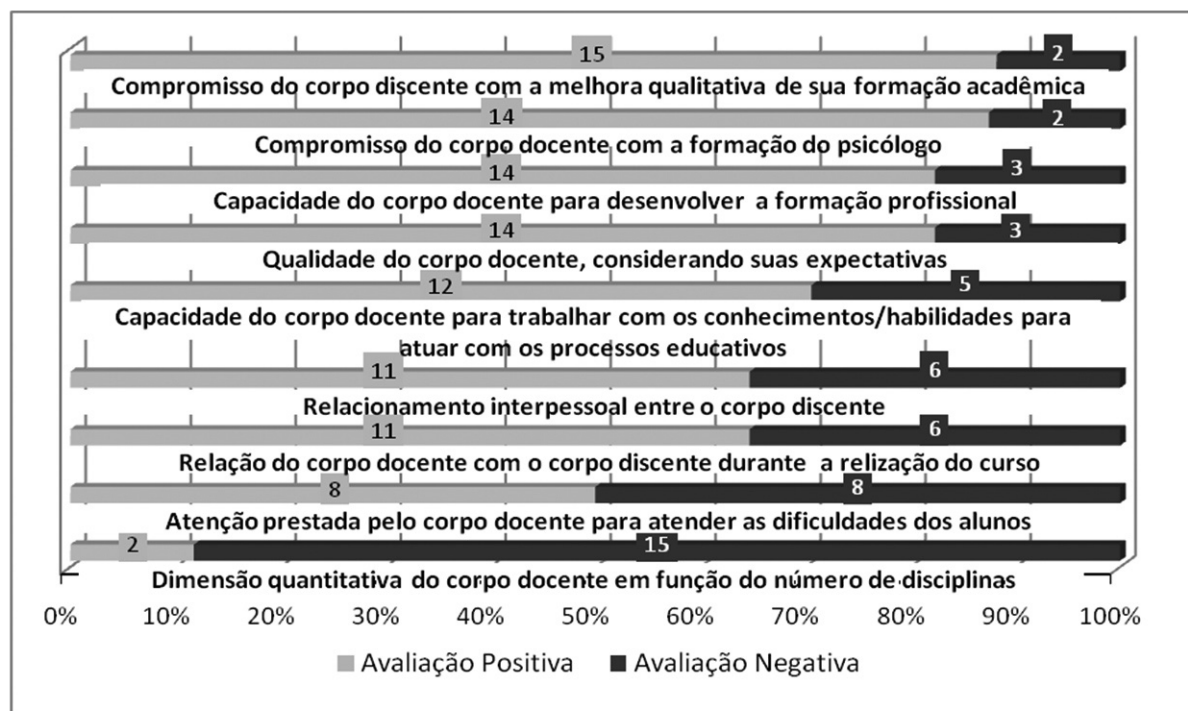 15 2
Compromisso do corpo discente com a melhora qualitativa de sua formação acadêmica
14 2
Compromisso do corpo docente com a formação do psicólogo
14 3
Capacidade do corpo docente para desenvolver a formação profissional
14 3
Qualidade do corpo docente, considerando suas expectativas
12 5
Capacidade do corpo docente para trabalhar com os conhecimentos/habilidades para
atuar com os processos educativos
11 6
Relacionamento interpessoal entre o corpo discente
11 6
Relação do corpo docente com o corpo discente durante a relização do curso
8 8
Atenção prestada pelo corpo docente para atender as dificuldades dos alunos
2 15
Dimensão quantitativa do corpo docente em função do número de disciplinas
0% 10% 20% 30% 40% 50% 60% 70% 80% 90% 100%
Avaliação Positiva Avaliação Negativa